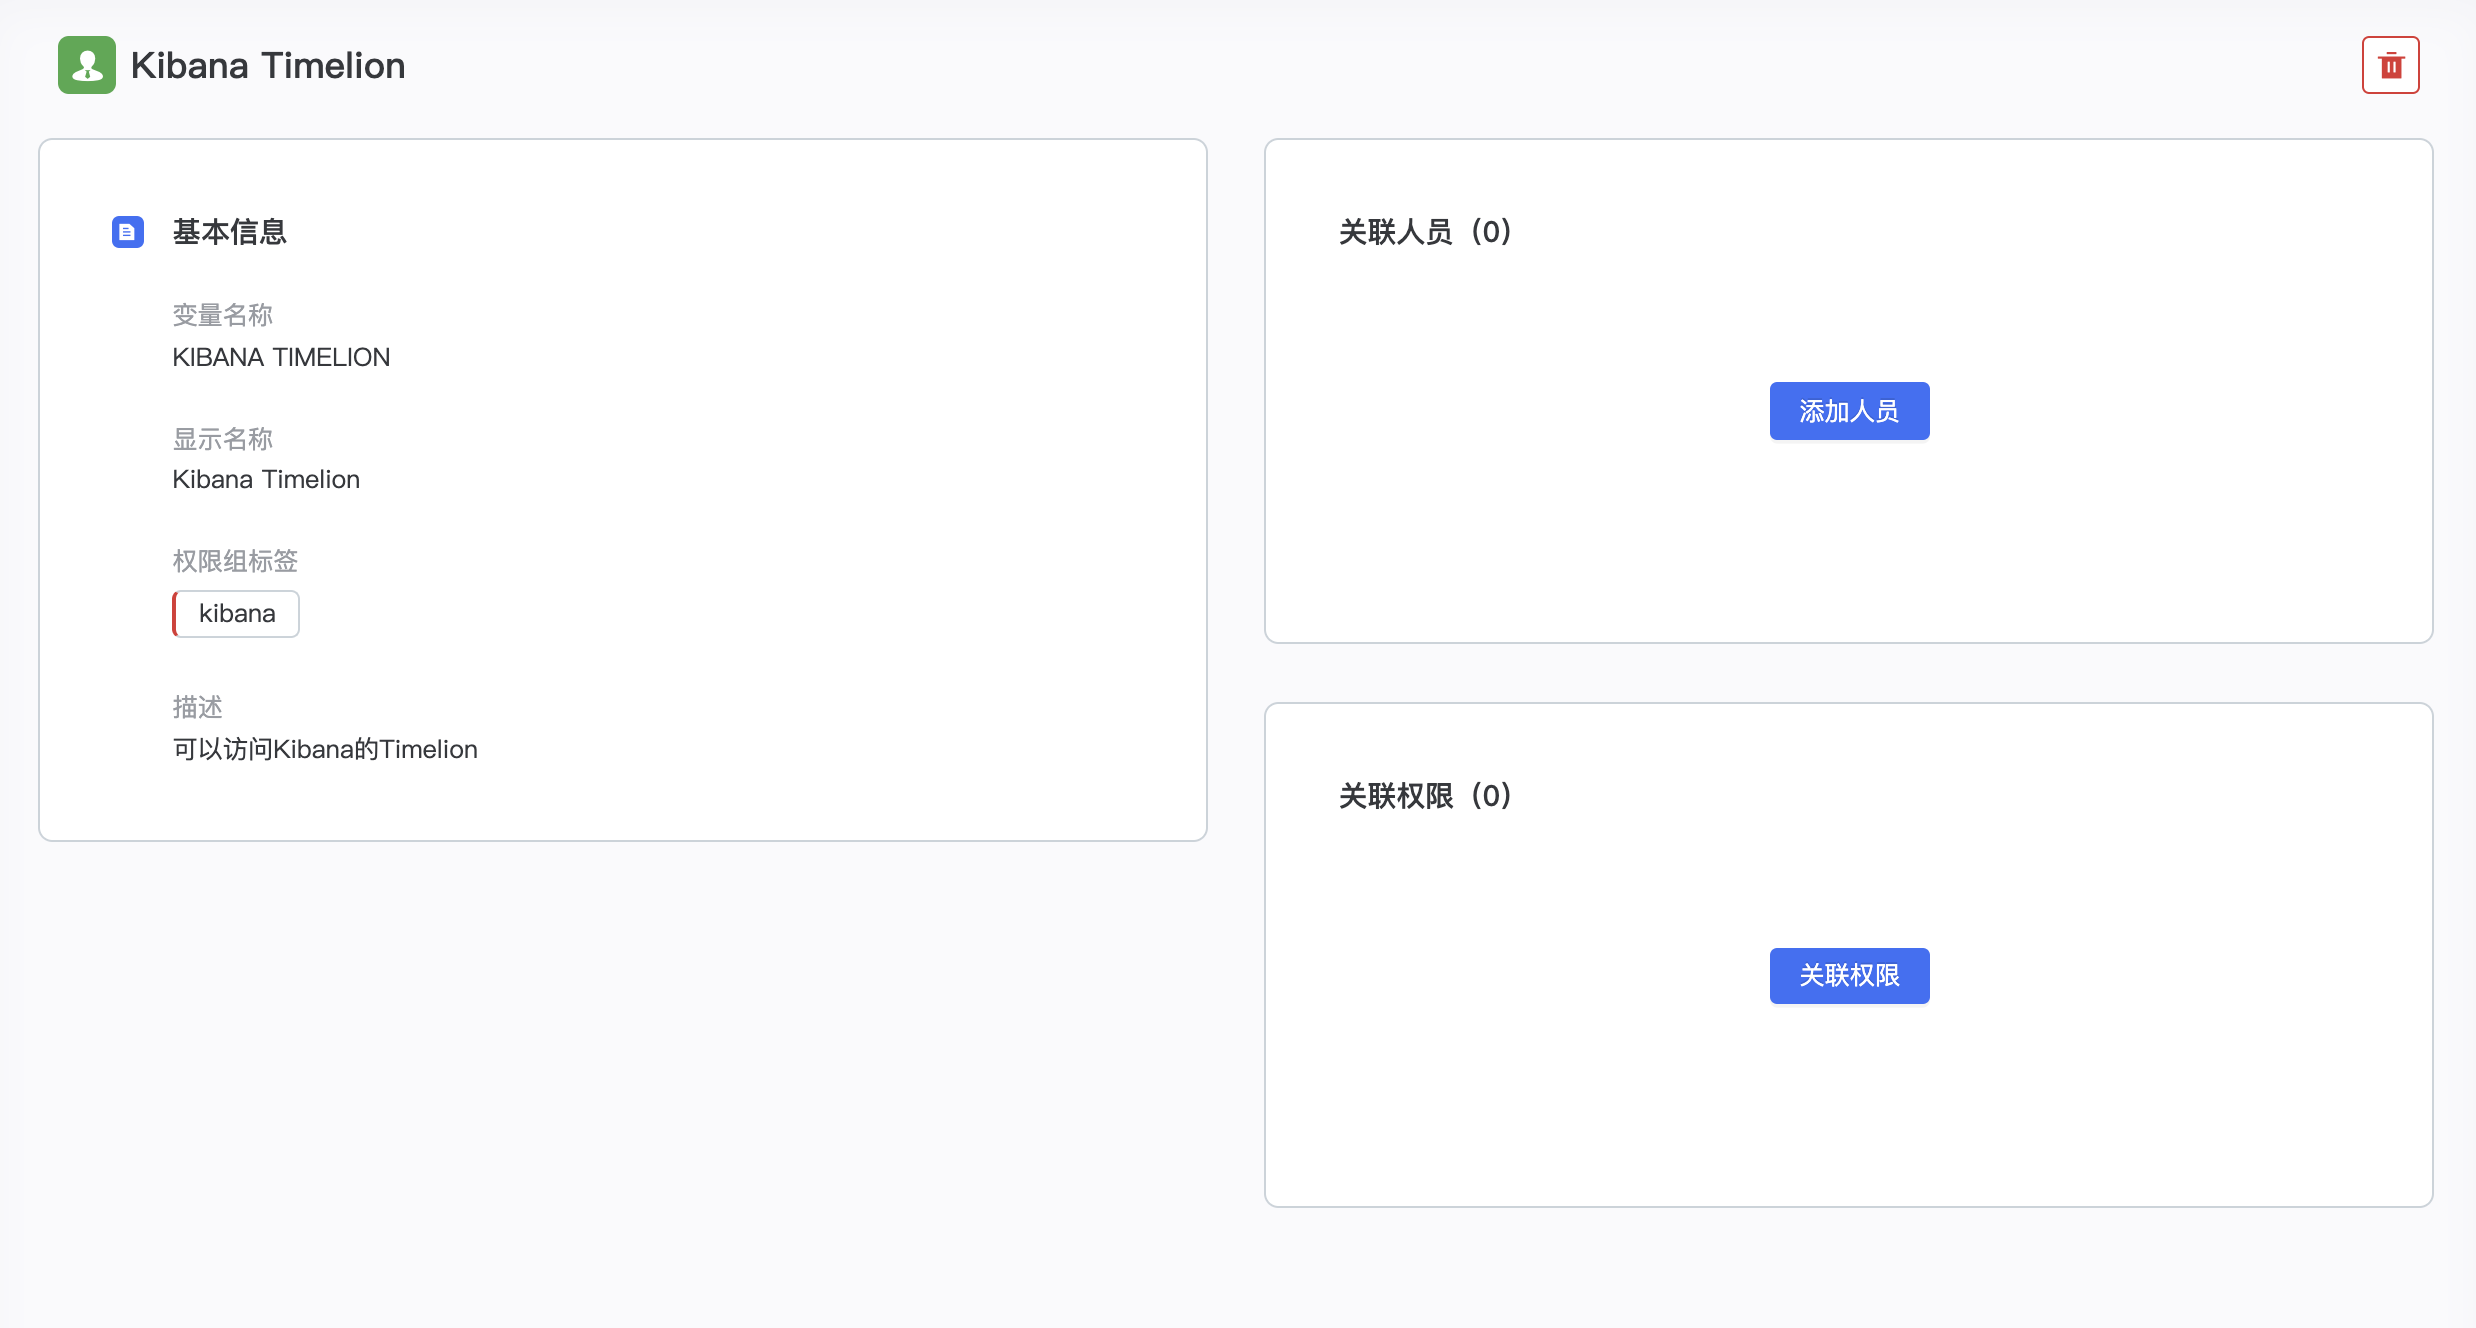 Kibana Timelion
基本信息
变量名称
KIBANA TIMELION
显示名称
Kibana Timelion
权限组标签
kibana
描述
可以访问Kibana的Timelion
关联人员（0）
添加人员
关联权限（0）
关联权限